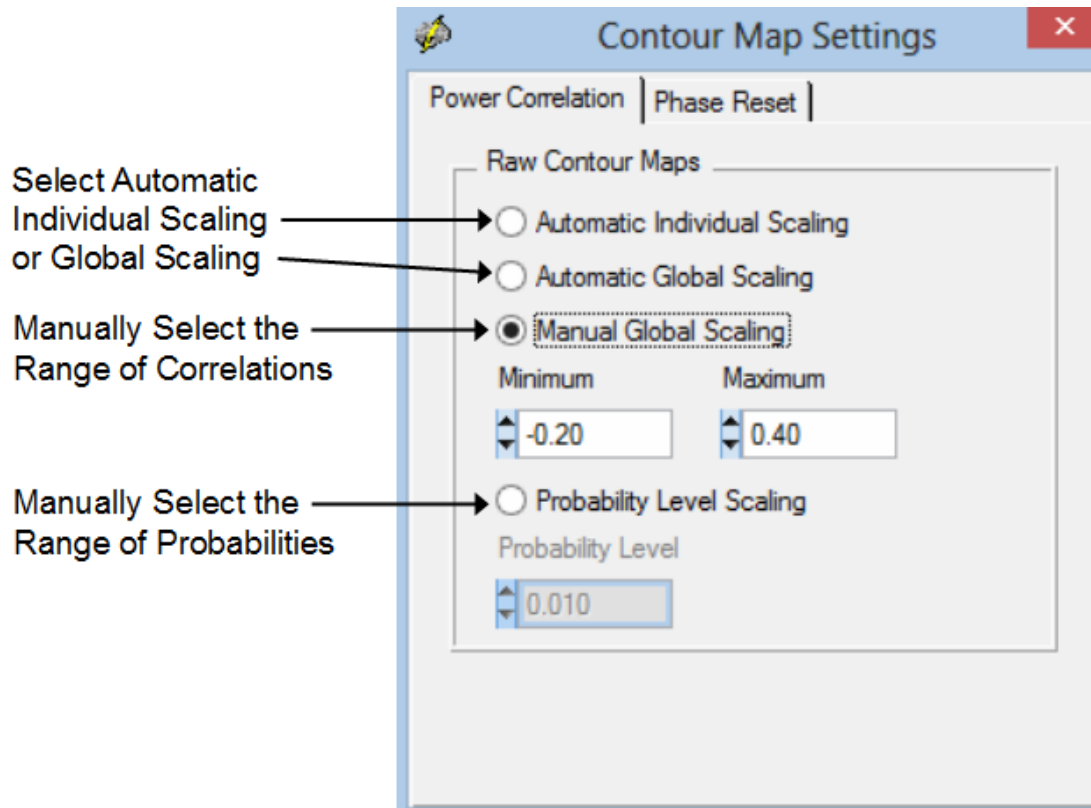 Contour Map Settings
Power Correlation
Phase Reset
Raw Contour Maps
Select Automatic
Individual Scaling
or Global Scaling
Automatic Individual Scaling
Automatic Global Scaling
Manually Select the
Range of Correlations
Manual Global Scaling
Minimum
Maximum
-0.20
0.40
Manually Select the
Range of Probabilities
Probability Level Scaling
Probability Level
0.010